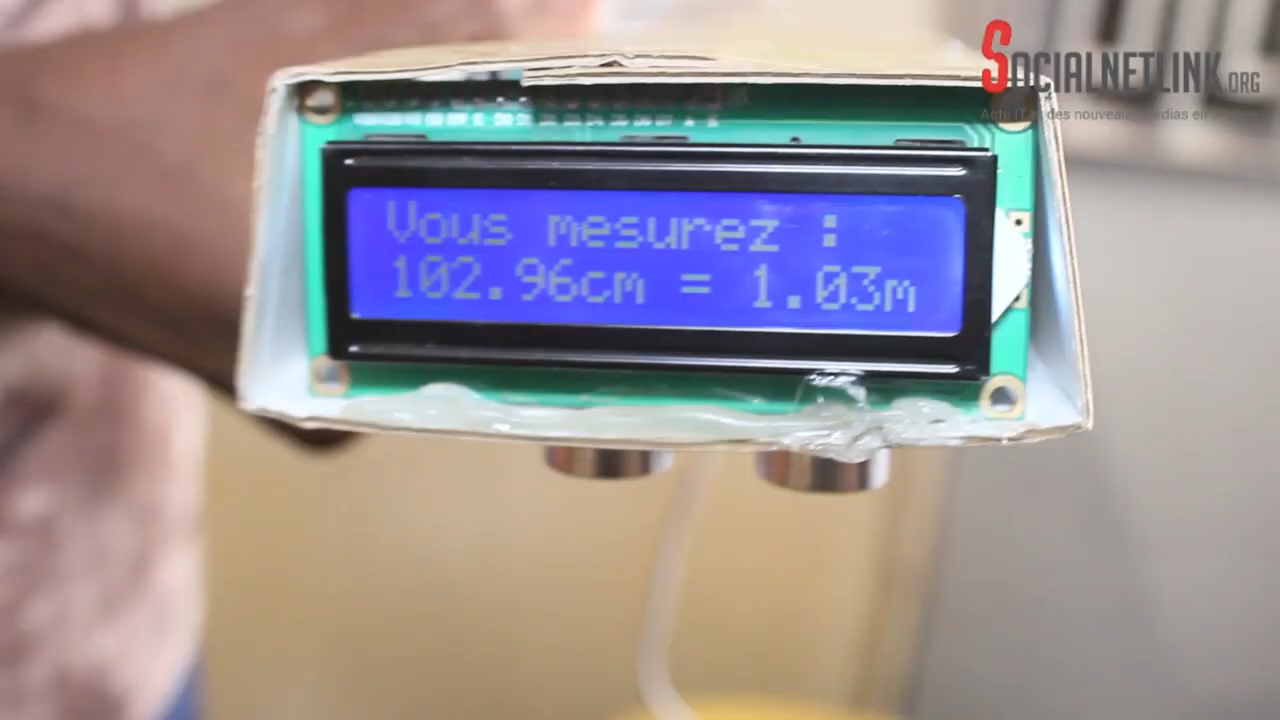 SOCIALNETLINK.ORG
Vous mesurez :
102.96cm = 1.03m